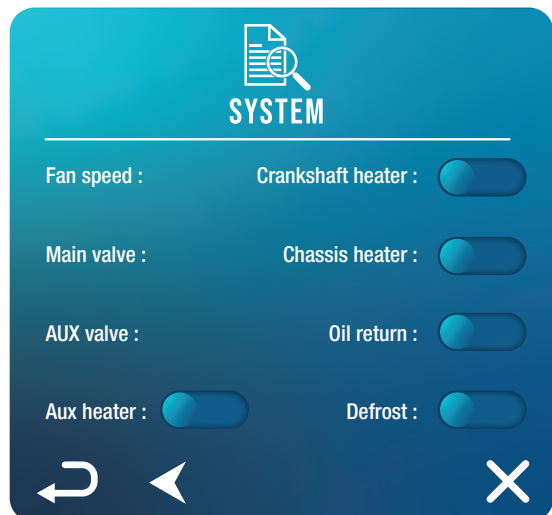 SYSTEM
Fan speed : Crankshaft heater :
Main valve : Chassis heater :
AUX valve : Oil return :
Aux heater : Defrost :